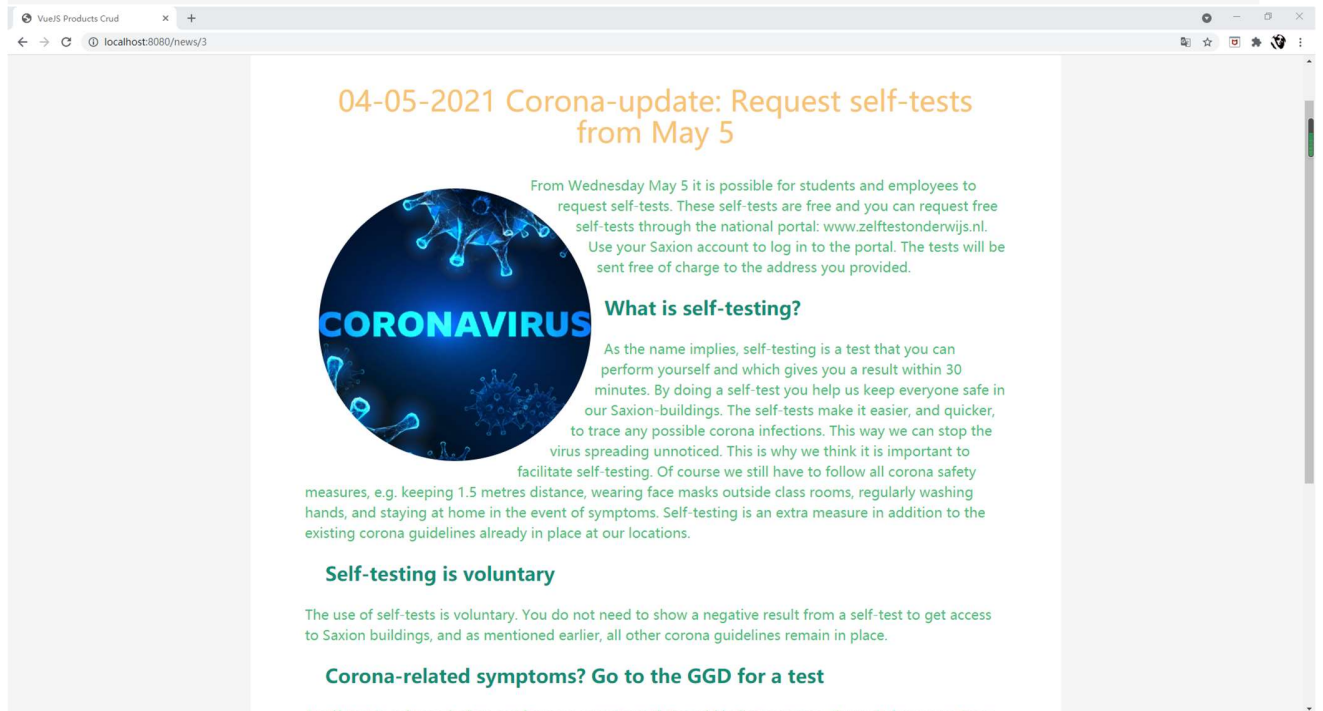 VueJS Products Crud
localhost:8080/news/3
04-05-2021 Corona-update: Request self-tests
from May 5
From Wednesday May 5 it is possible for students and employees to
request self-tests. These self-tests are free and you can request free
self-tests through the national portal: www.zelftestonderwijs.nl.
Use your Saxion account to log in to the portal. The tests will be
sent free of charge to the address you provided.
CORONAVIRUS
What is self-testing?
As the name implies, self-testing is a test that you can
perform yourself and which gives you a result within 30
minutes. By doing a self-test you help us keep everyone safe in
our Saxion-buildings. The self-tests make it easier, and quicker,
to trace any possible corona infections. This way we can stop the
virus spreading unnoticed. This is why we think it is important to
facilitate self-testing. Of course we still have to follow all corona safety
measures, e.g. keeping 1.5 metres distance, wearing face masks outside class rooms, regularly washing
hands, and staying at home in the event of symptoms. Self-testing is an extra measure in addition to the
existing corona guidelines already in place at our locations.
Self-testing is voluntary
The use of self-tests is voluntary. You do not need to show a negative result from a self-test to get access
to Saxion buildings, and as mentioned earlier, all other corona guidelines remain in place.
Corona-related symptoms? Go to the GGD for a test